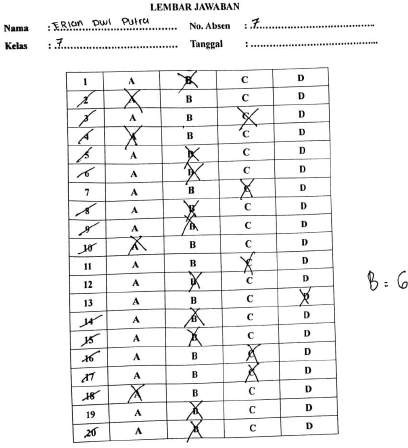 LEMBAR JAWABAN
Nama : ERian Dwi Putra No. Absen : 7
Kelas : 7 Tanggal :
1 A B C D
2 A B C D
3 A B C D
4 A B C D
5 A B C D
6 A B C D
7 A B C D
8 A B C D
9 A B C D
10 A B C D
11 A B C D
12 A B C D
13 A B C D
14 A B C D
15 A B C D
16 A B C D
17 A B C D
18 A B C D
19 A B C D
20 A B C D
B = 6